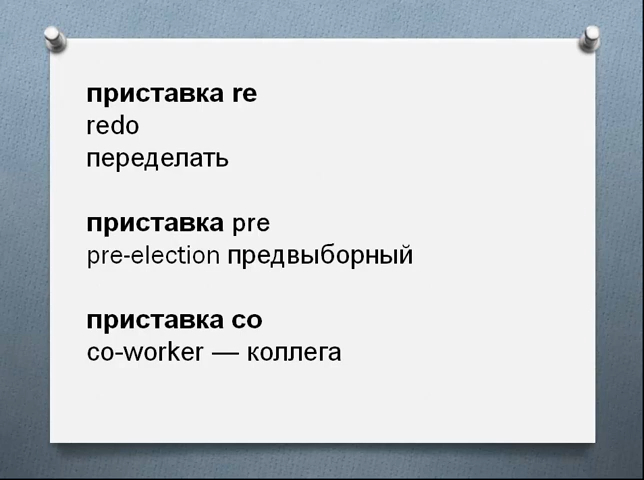 приставка re
redo
переделать
приставка pre
pre-election предвыборный
приставка co
co-worker — коллега